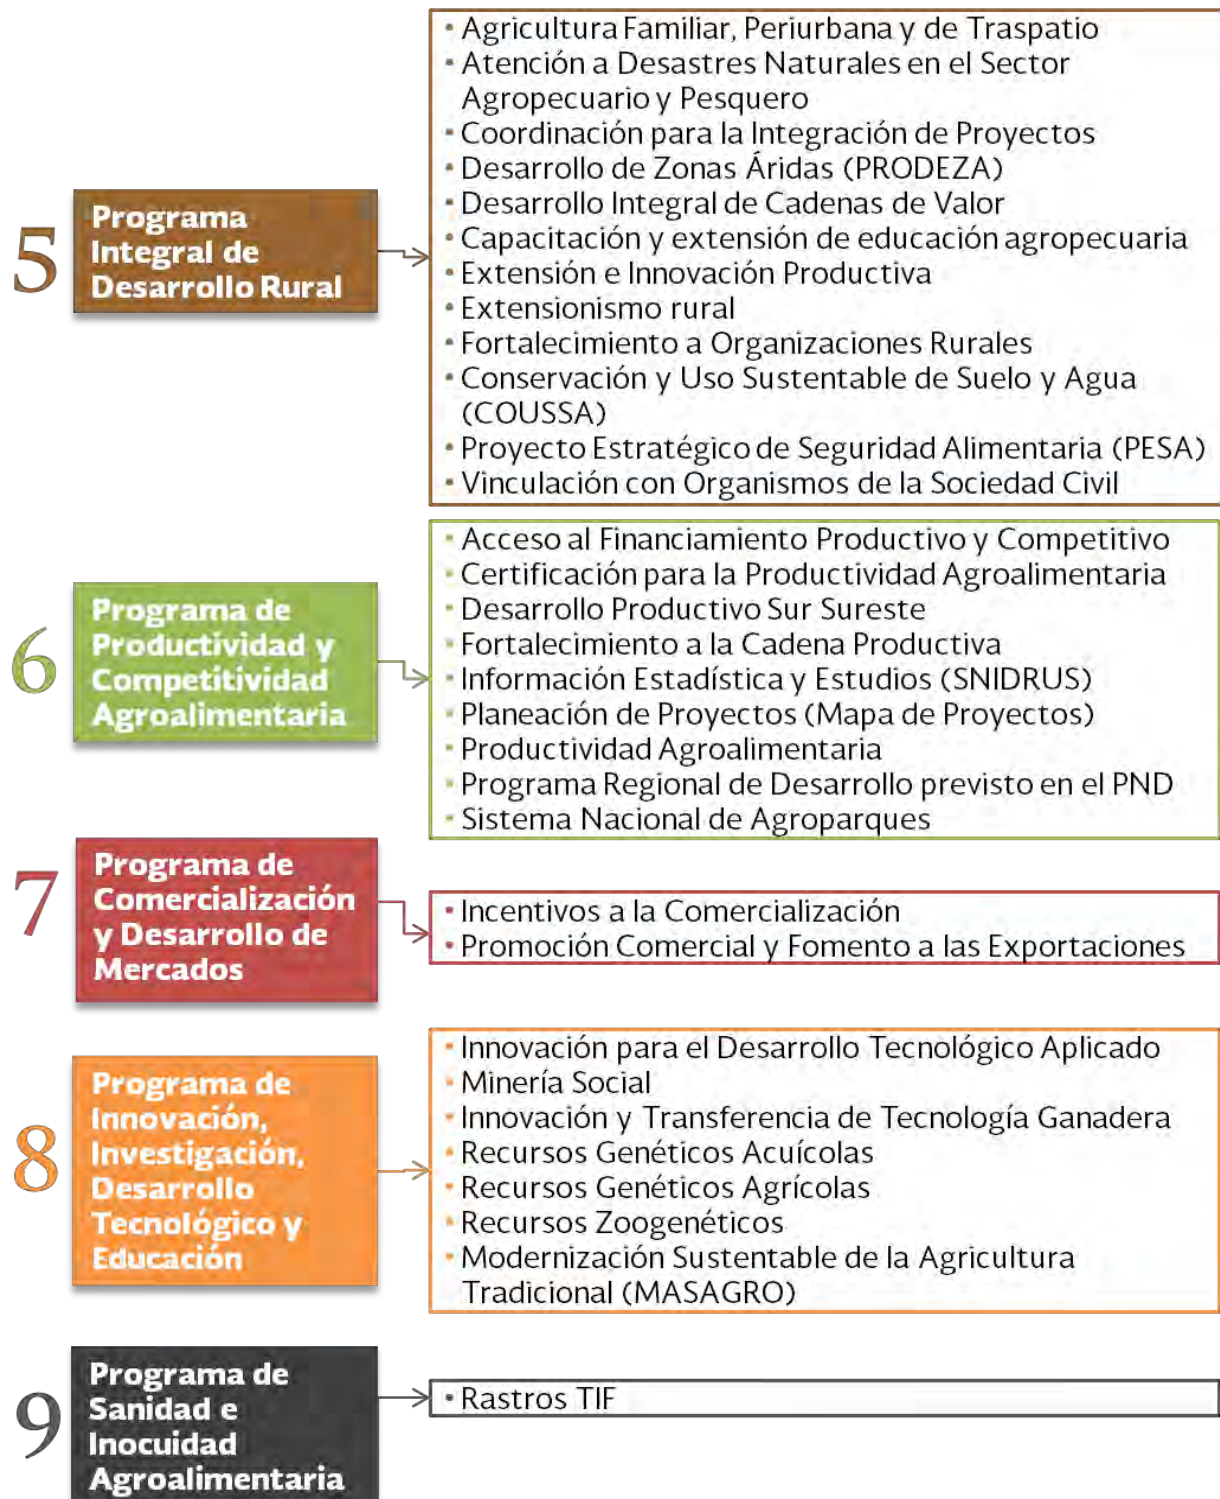 5
Programa
Integral de
Desarrollo Rural
• Agricultura Familiar, Periurbana y de Traspatio
• Atención a Desastres Naturales en el Sector
Agropecuario y Pesquero
• Coordinación para la Integración de Proyectos
• Desarrollo de Zonas Áridas (PRODEZA)
• Desarrollo Integral de Cadenas de Valor
• Capacitación y extensión de educación agropecuaria
• Extensión e Innovación Productiva
• Extensionismo rural
• Fortalecimiento a Organizaciones Rurales
• Conservación y Uso Sustentable de Suelo y Agua
(COUSSA)
• Proyecto Estratégico de Seguridad Alimentaria (PESA)
• Vinculación con Organismos de la Sociedad Civil
6
Programa de
Productividad y
Competitividad
Agroalimentaria
• Acceso al Financiamiento Productivo y Competitivo
• Certificación para la Productividad Agroalimentaria
• Desarrollo Productivo Sur Sureste
• Fortalecimiento a la Cadena Productiva
• Información Estadística y Estudios (SNIDRUS)
• Planeación de Proyectos (Mapa de Proyectos)
• Productividad Agroalimentaria
• Programa Regional de Desarrollo previsto en el PND
• Sistema Nacional de Agroparques
7
Programa de
Comercialización
y Desarrollo de
Mercados
• Incentivos a la Comercialización
• Promoción Comercial y Fomento a las Exportaciones
8
Programa de
Innovación,
Investigación,
Desarrollo
Tecnológico y
Educación
• Innovación para el Desarrollo Tecnológico Aplicado
• Minería Social
• Innovación y Transferencia de Tecnología Ganadera
• Recursos Genéticos Acuícolas
• Recursos Genéticos Agrícolas
• Recursos Zoogenéticos
• Modernización Sustentable de la Agricultura
Tradicional (MASAGRO)
9
Programa de
Sanidad e
Inocuidad
Agroalimentaria
• Rastros TIF